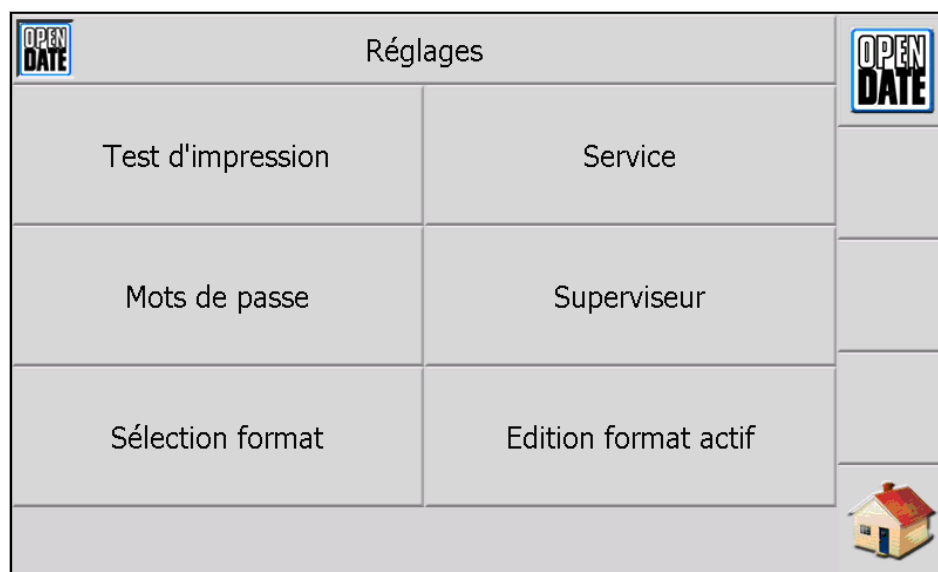 OPEN
DATE
Réglages
OPEN
DATE
Test d'impression
Service
Mots de passe
Superviseur
Sélection format
Edition format actif